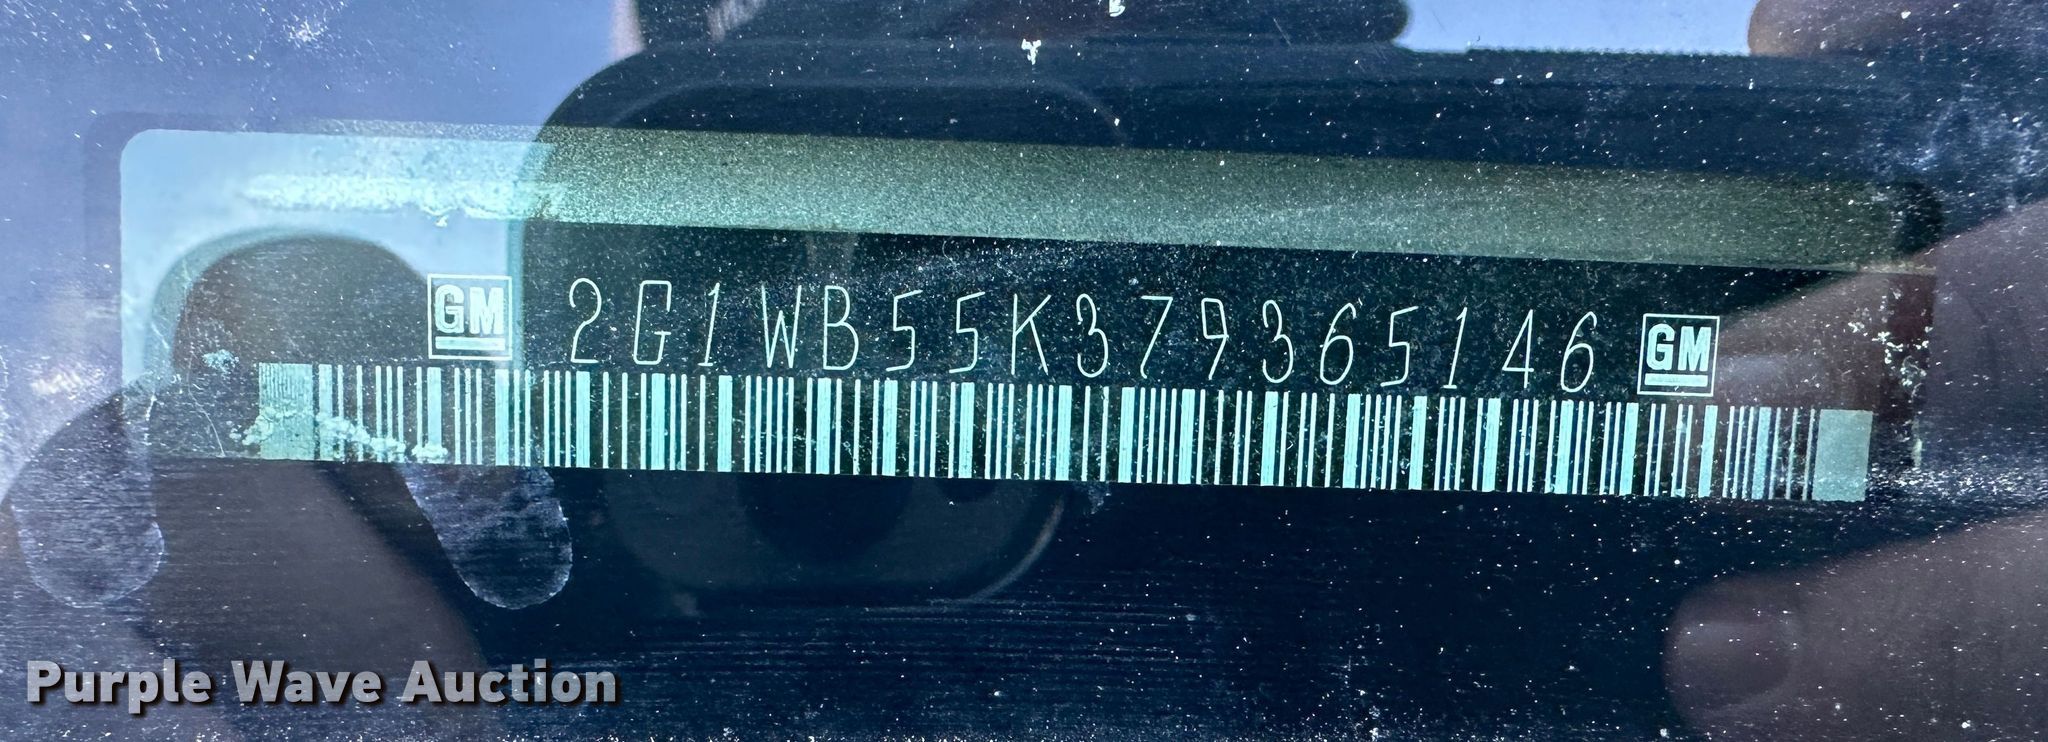 GM 2G1WB55K379365146 GM
Purple Wave Auction